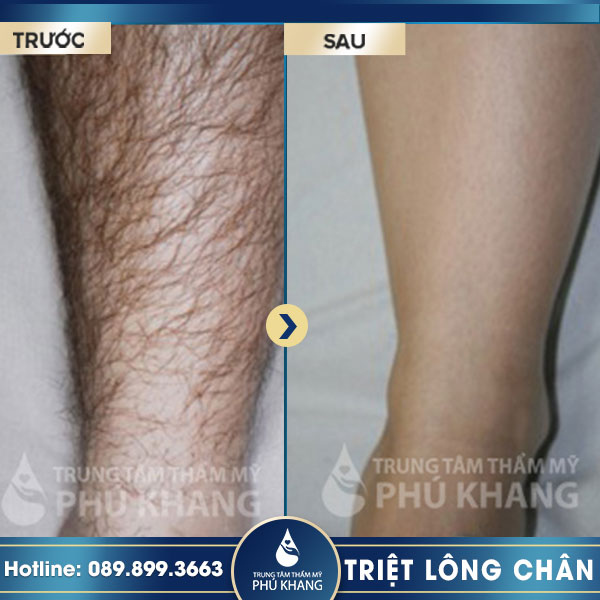 TRƯỚC
SAU
TRUNG TÂM THẨM MỸ
PHÚ KHANG
TRUNG TÂM THẨM MỸ
PHÚ KHANG
Hotline: 089.899.3663
TRUNG TÂM THẨM MỸ
PHÚ KHANG
TRIỆT LÔNG CHÂN